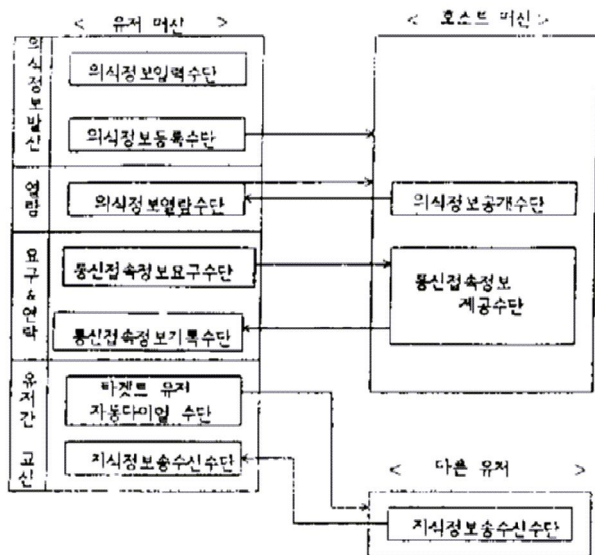 < 유저 머신 >
< 호스트 머신 >
의식정보발신
의식정보입력수단
의식정보등록수단
열람
의식정보열람수단
의식정보공개수단
요구&연락
통신접속정보요구수단
통신접속정보기록수단
통신접속정보
제공수단
유저간 교신
타켓트 유저
자동다이얼 수단
지식정보송수신수단
< 다른 유저 >
지식정보송수신수단